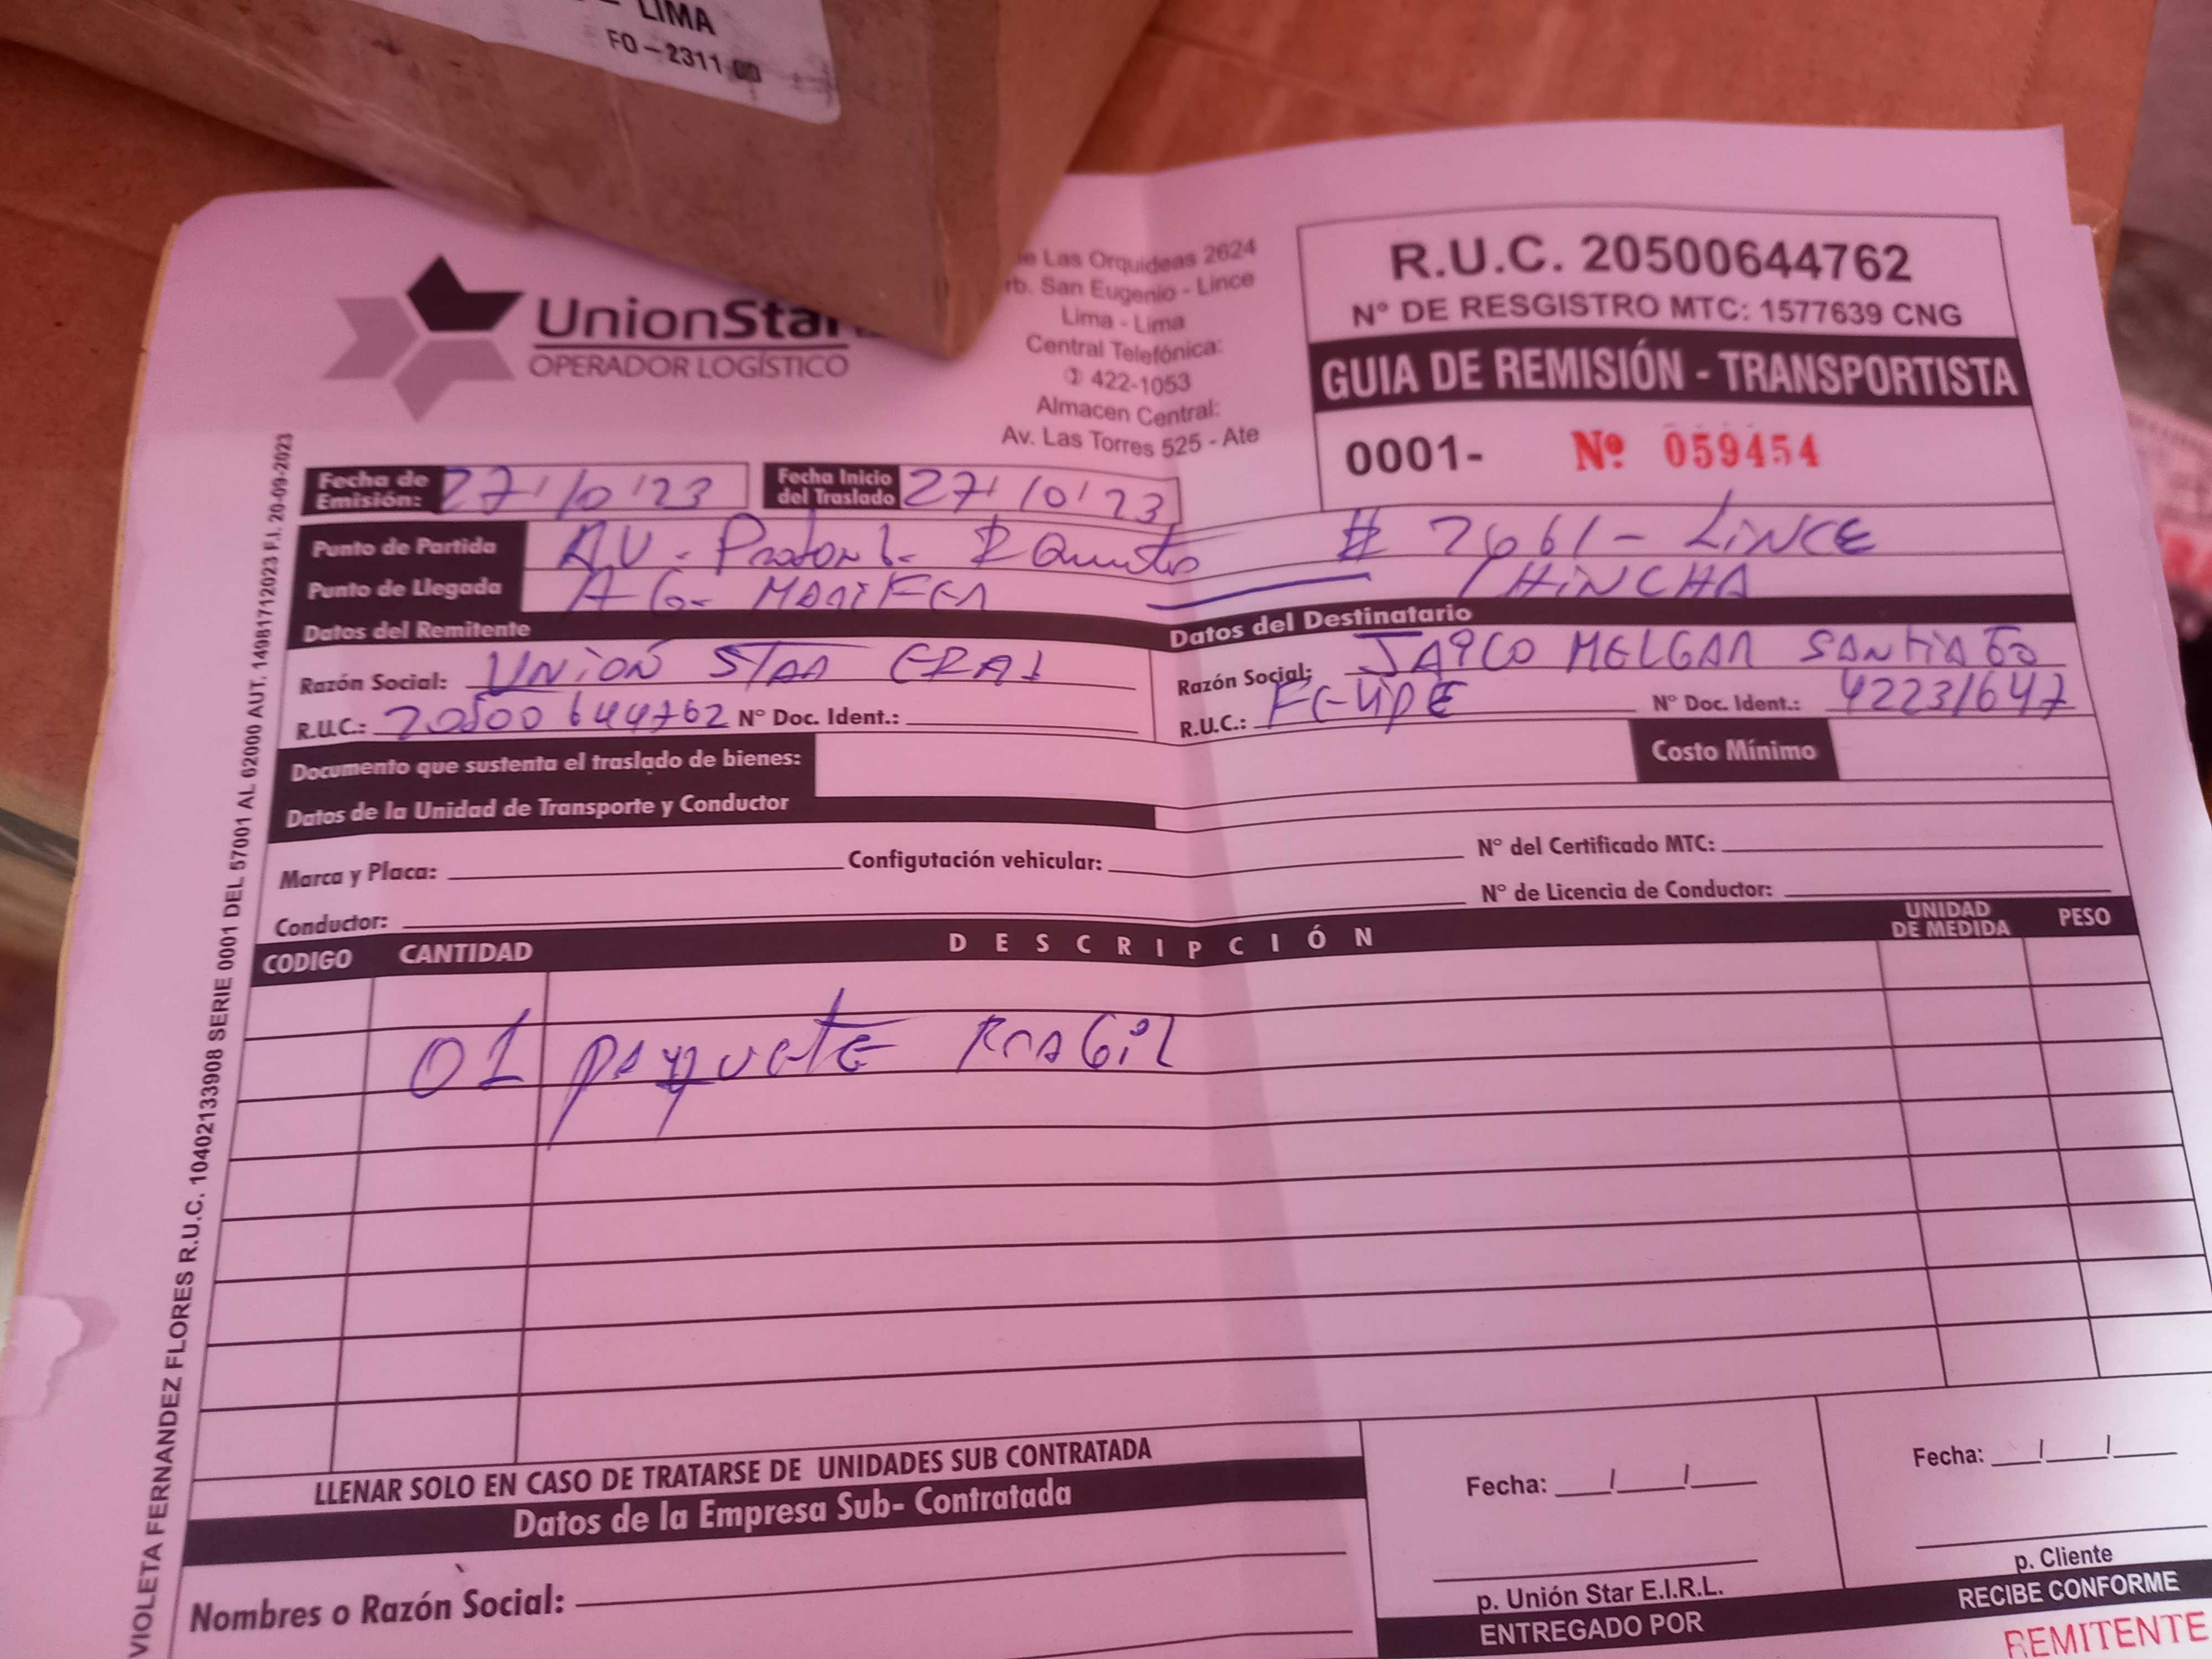 LIMA
FO-2311
UnionStar
OPERADOR LOGÍSTICO
Las Orquideas 2624
San Eugenio - Lince
Lima - Lima
Central Telefónica:
✆ 422-1053
Almacen Central:
Av. Las Torres 525 - Ate
R.U.C. 20500644762
N° DE RESGISTRO MTC: 1577639 CNG
GUIA DE REMISIÓN - TRANSPORTISTA
0001- Nº 059454
Fecha de Emisión: 27/10/23 Fecha Inicio del Traslado 27/10/23
Punto de Partida AV. # 2661 - LiNCE
Punto de Llegada AG. CHiNCHA
Datos del Remitente Datos del Destinatario
Razón Social: UNióN STAR Razón Social: MELGAR SANTiAGO
R.U.C.: 20500644762 N° Doc. Ident.: R.U.C.: FELiPE N° Doc. Ident.: 42231647
Documento que sustenta el traslado de bienes: Costo Mínimo
Datos de la Unidad de Transporte y Conductor
Marca y Placa: Configutación vehicular: N° del Certificado MTC:
Conductor: N° de Licencia de Conductor:
CODIGO CANTIDAD DESCRIPCIÓN UNIDAD DE MEDIDA PESO
01 paquete FRAGiL
LLENAR SOLO EN CASO DE TRATARSE DE UNIDADES SUB CONTRATADA
Datos de la Empresa Sub- Contratada
Nombres o Razón Social:
Fecha: / /
p. Unión Star E.I.R.L.
ENTREGADO POR
Fecha: / /
p. Cliente
RECIBE CONFORME
REMITENTE
VIOLETA FERNANDEZ FLORES R.U.C. 10402133908 SERIE 0001 DEL 57001 AL 62000 AUT. 14981712023 F.I. 20-09-2023